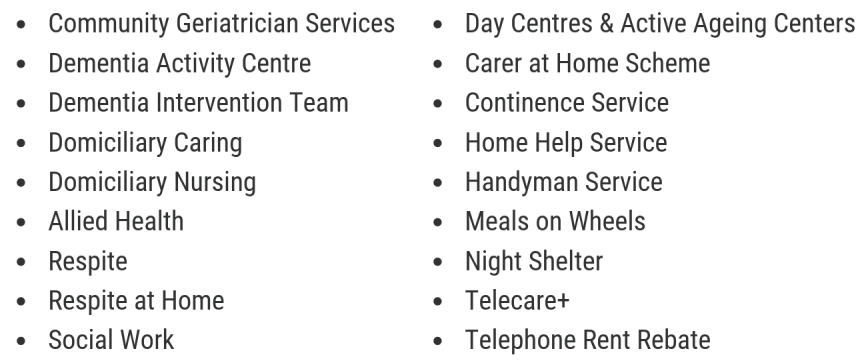 • Community Geriatrician Services
• Dementia Activity Centre
• Dementia Intervention Team
• Domiciliary Caring
• Domiciliary Nursing
• Allied Health
• Respite
• Respite at Home
• Social Work
• Day Centres & Active Ageing Centers
• Carer at Home Scheme
• Continence Service
• Home Help Service
• Handyman Service
• Meals on Wheels
• Night Shelter
• Telecare+
• Telephone Rent Rebate